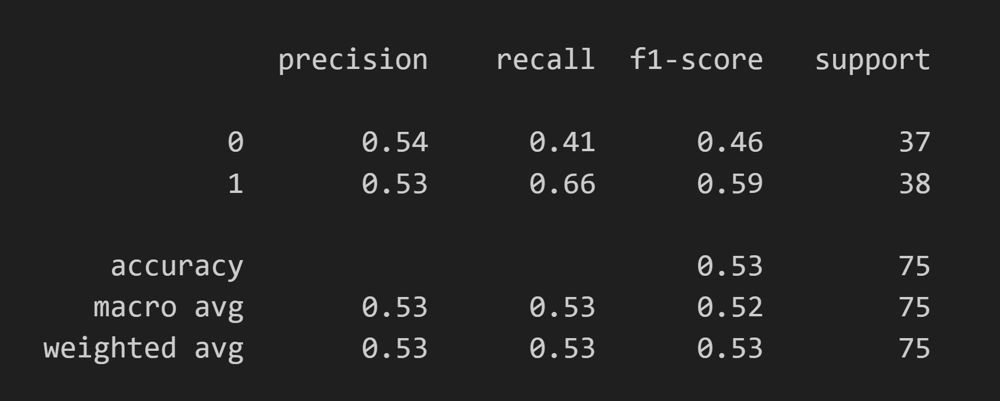 precision recall f1-score support
0 0.54 0.41 0.46 37
1 0.53 0.66 0.59 38
accuracy 0.53 75
macro avg 0.53 0.53 0.52 75
weighted avg 0.53 0.53 0.53 75